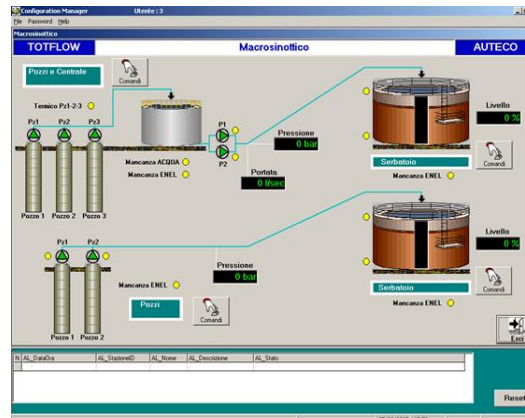 Configuration Manager Utente : 3
File Password Help
Macrosinottico
TOTFLOW Macrosinottico AUTECO
Pozzi e Centrale
Comandi
Termico Pz1-2-3
Pz1 Pz2 Pz3
P1
P2
Pressione
0 bar
Portata
0 l/sec
Livello
0 %
Mancanza ACQUA
Mancanza ENEL
Serbatoio
Comandi
Mancanza ENEL
Pozzo 1 Pozzo 2 Pozzo 3
Pz1 Pz2
Pressione
0 bar
Livello
0 %
Mancanza ENEL
Pozzi
Comandi
Serbatoio
Comandi
Mancanza ENEL
Pozzo 1 Pozzo 2
Esci
N AL_DataOra AL_StazioneID AL_Nome AL_Descrizione AL_Stato
Reset